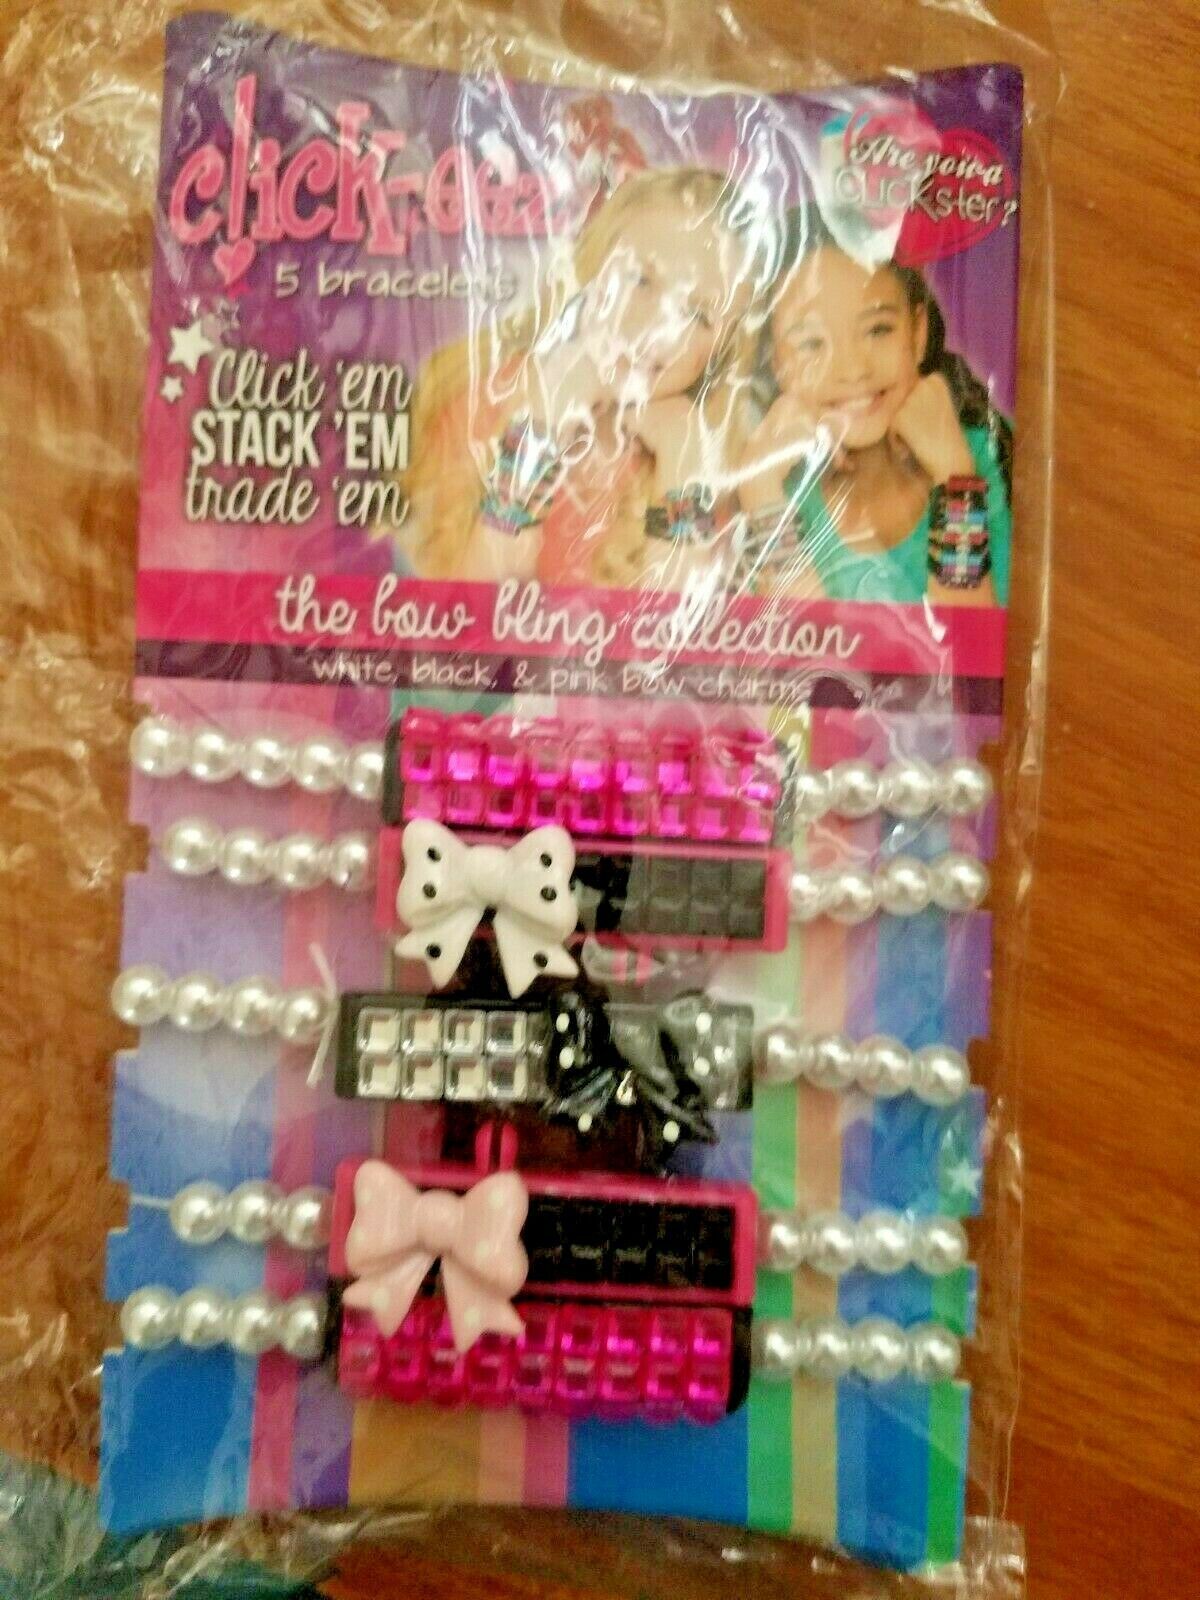 click-eez
Are you a
CLickster?
5 bracelets
Click 'em
STACK 'EM
trade 'em
the bow bling collection
white, black, & pink bow charms